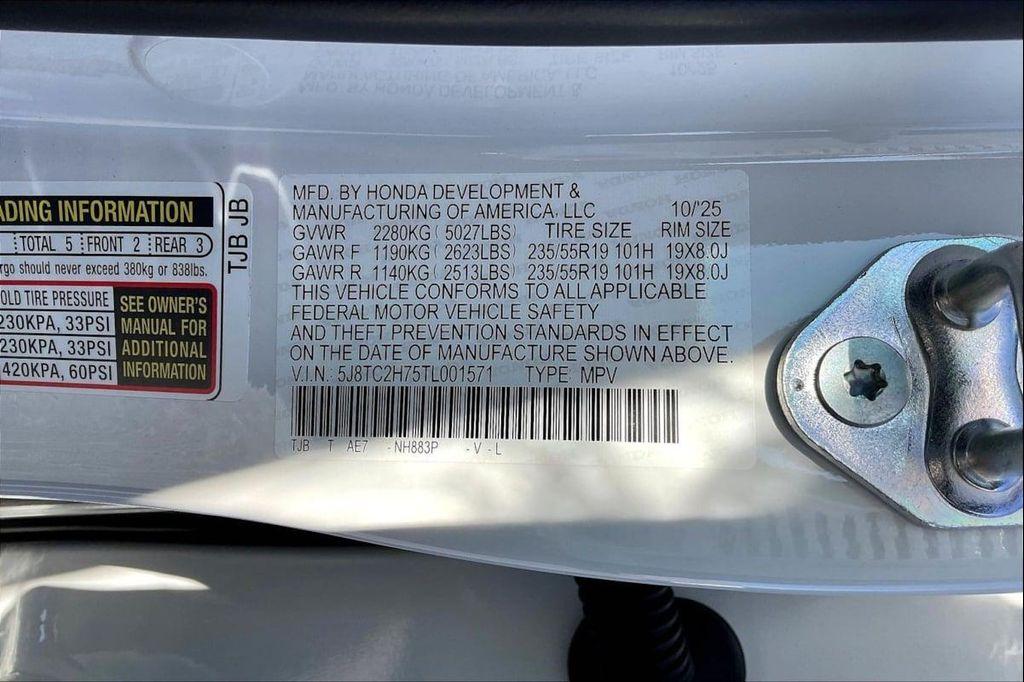 ADING INFORMATION
TOTAL 5 FRONT 2 REAR 3
rgo should never exceed 380kg or 838lbs.
OLD TIRE PRESSURE
230KPA, 33PSI
230KPA, 33PSI
420KPA, 60PSI
SEE OWNER'S
MANUAL FOR
ADDITIONAL
INFORMATION
TJB JB
MFD. BY HONDA DEVELOPMENT &
MANUFACTURING OF AMERICA, LLC 10/'25
GVWR 2280KG ( 5027LBS) TIRE SIZE RIM SIZE
GAWR F 1190KG ( 2623LBS) 235/55R19 101H 19X8.0J
GAWR R 1140KG ( 2513LBS) 235/55R19 101H 19X8.0J
THIS VEHICLE CONFORMS TO ALL APPLICABLE
FEDERAL MOTOR VEHICLE SAFETY
AND THEFT PREVENTION STANDARDS IN EFFECT
ON THE DATE OF MANUFACTURE SHOWN ABOVE.
V.I.N.: 5J8TC2H75TL001571 TYPE: MPV
TJB T AE7 - NH883P - V - L